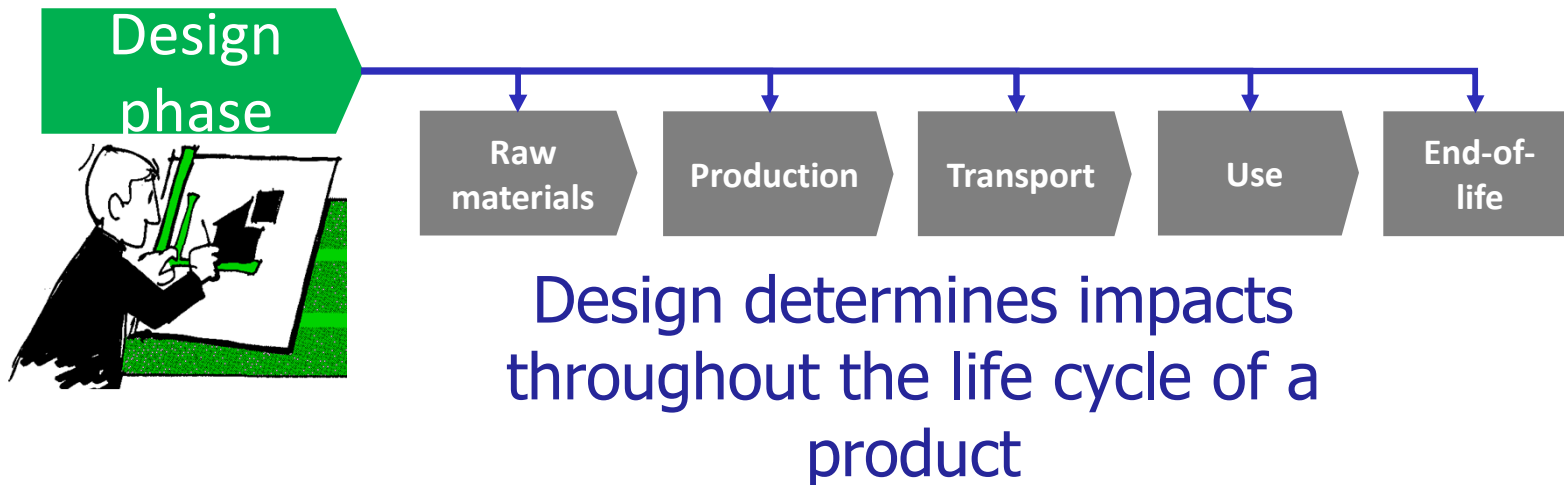 Design
phase
Raw
materials
Production
Transport
Use
End-of-
life
Design determines impacts
throughout the life cycle of a
product